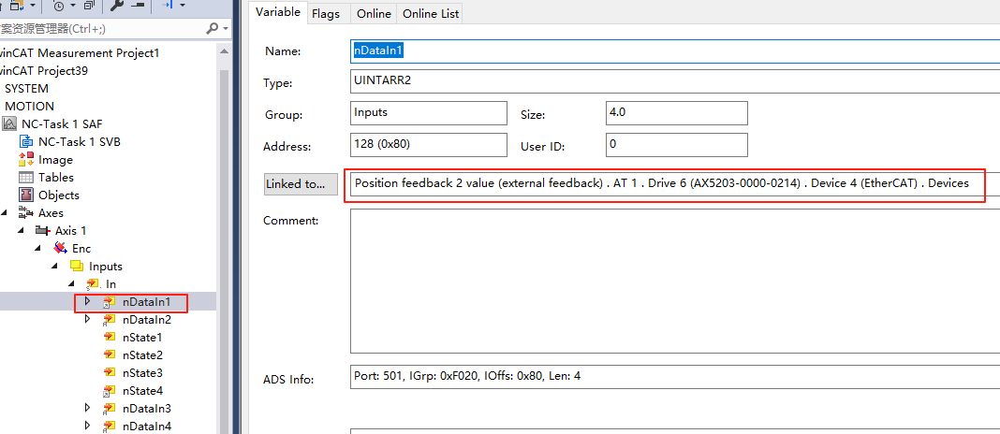 案资源管理器(Ctrl+;)
winCAT Measurement Project1
winCAT Project39
SYSTEM
MOTION
NC-Task 1 SAF
NC-Task 1 SVB
Image
Tables
Objects
Axes
Axis 1
Enc
Inputs
In
nDataIn1
nDataIn2
nState1
nState2
nState3
nState4
nDataIn3
nDataIn4
Variable Flags Online Online List
Name: nDataIn1
Type: UINTARR2
Group: Inputs Size: 4.0
Address: 128 (0x80) User ID: 0
Linked to... Position feedback 2 value (external feedback) . AT 1 . Drive 6 (AX5203-0000-0214) . Device 4 (EtherCAT) . Devices
Comment:
ADS Info: Port: 501, IGrp: 0xF020, IOffs: 0x80, Len: 4